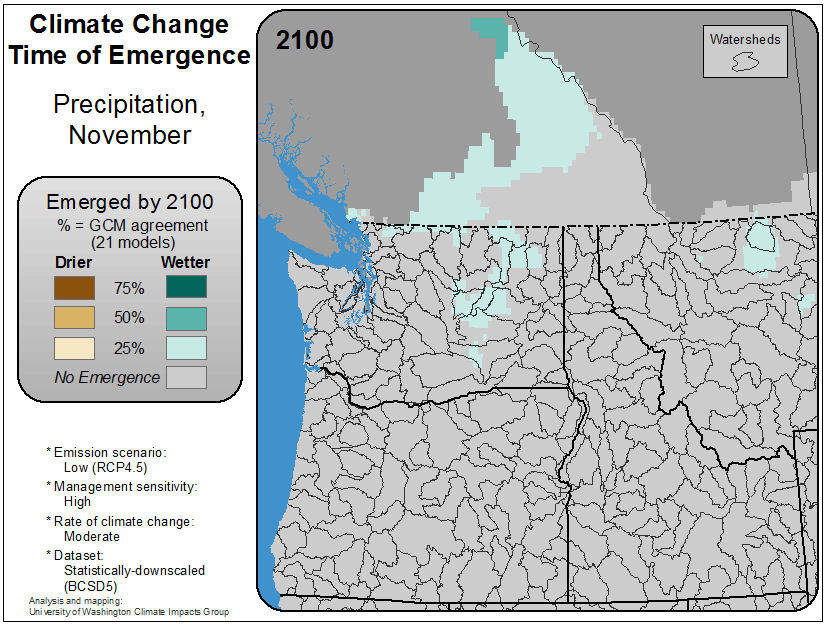 Climate Change
Time of Emergence
Precipitation,
November
Emerged by 2100
% = GCM agreement
(21 models)
Drier Wetter
75%
50%
25%
No Emergence
* Emission scenario:
Low (RCP4.5)
* Management sensitivity:
High
* Rate of climate change:
Moderate
* Dataset:
Statistically-downscaled
(BCSD5)
Analysis and mapping:
University of Washington Climate Impacts Group
2100
Watersheds